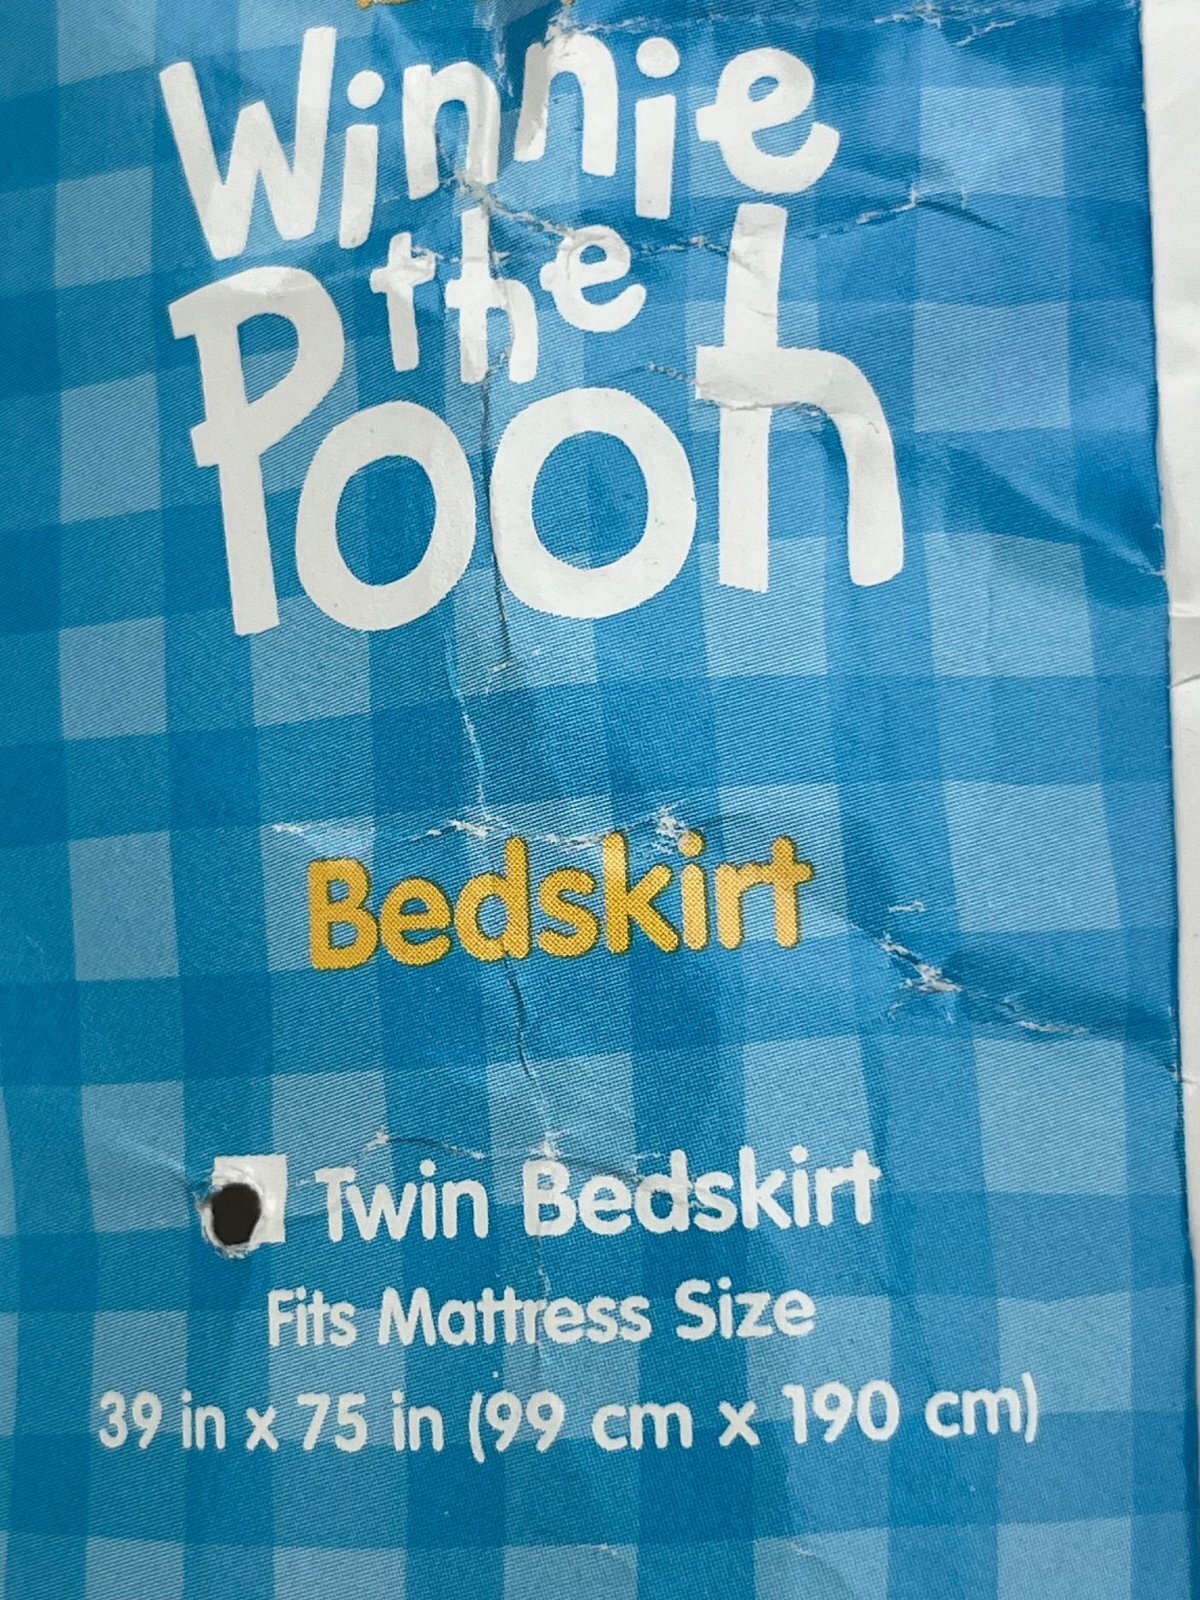 Winnie
the
Pooh
Bedskirt
Twin Bedskirt
Fits Mattress Size
39 in x 75 in (99 cm x 190 cm)